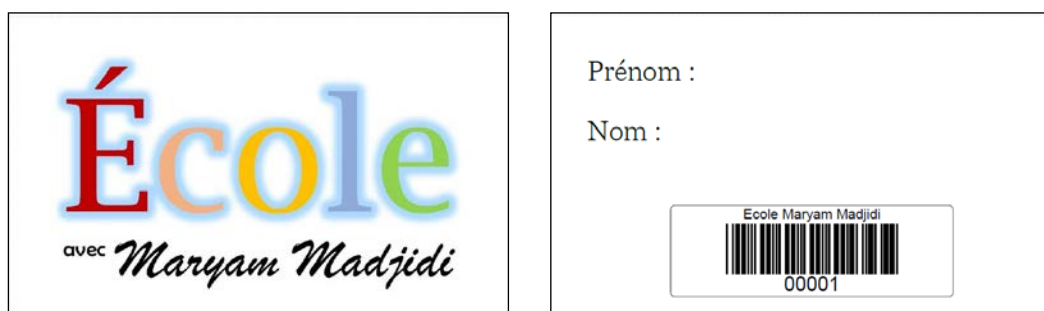 École
avec Maryam Madjidi
Prénom :
Nom :
Ecole Maryam Madjidi
00001